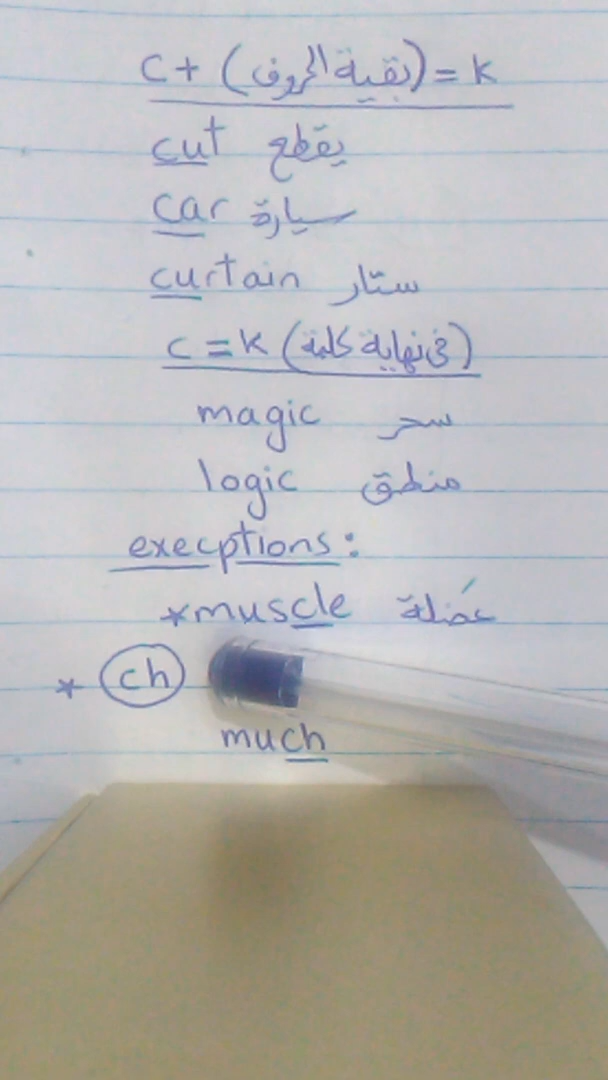 c + (بقية الحروف) = k
cut يقطع
car سيارة
curtain ستار
c = k (فى نهاية كلمة)
magic سحر
logic منطق
execptions:
*muscle عضلة
* ch
much